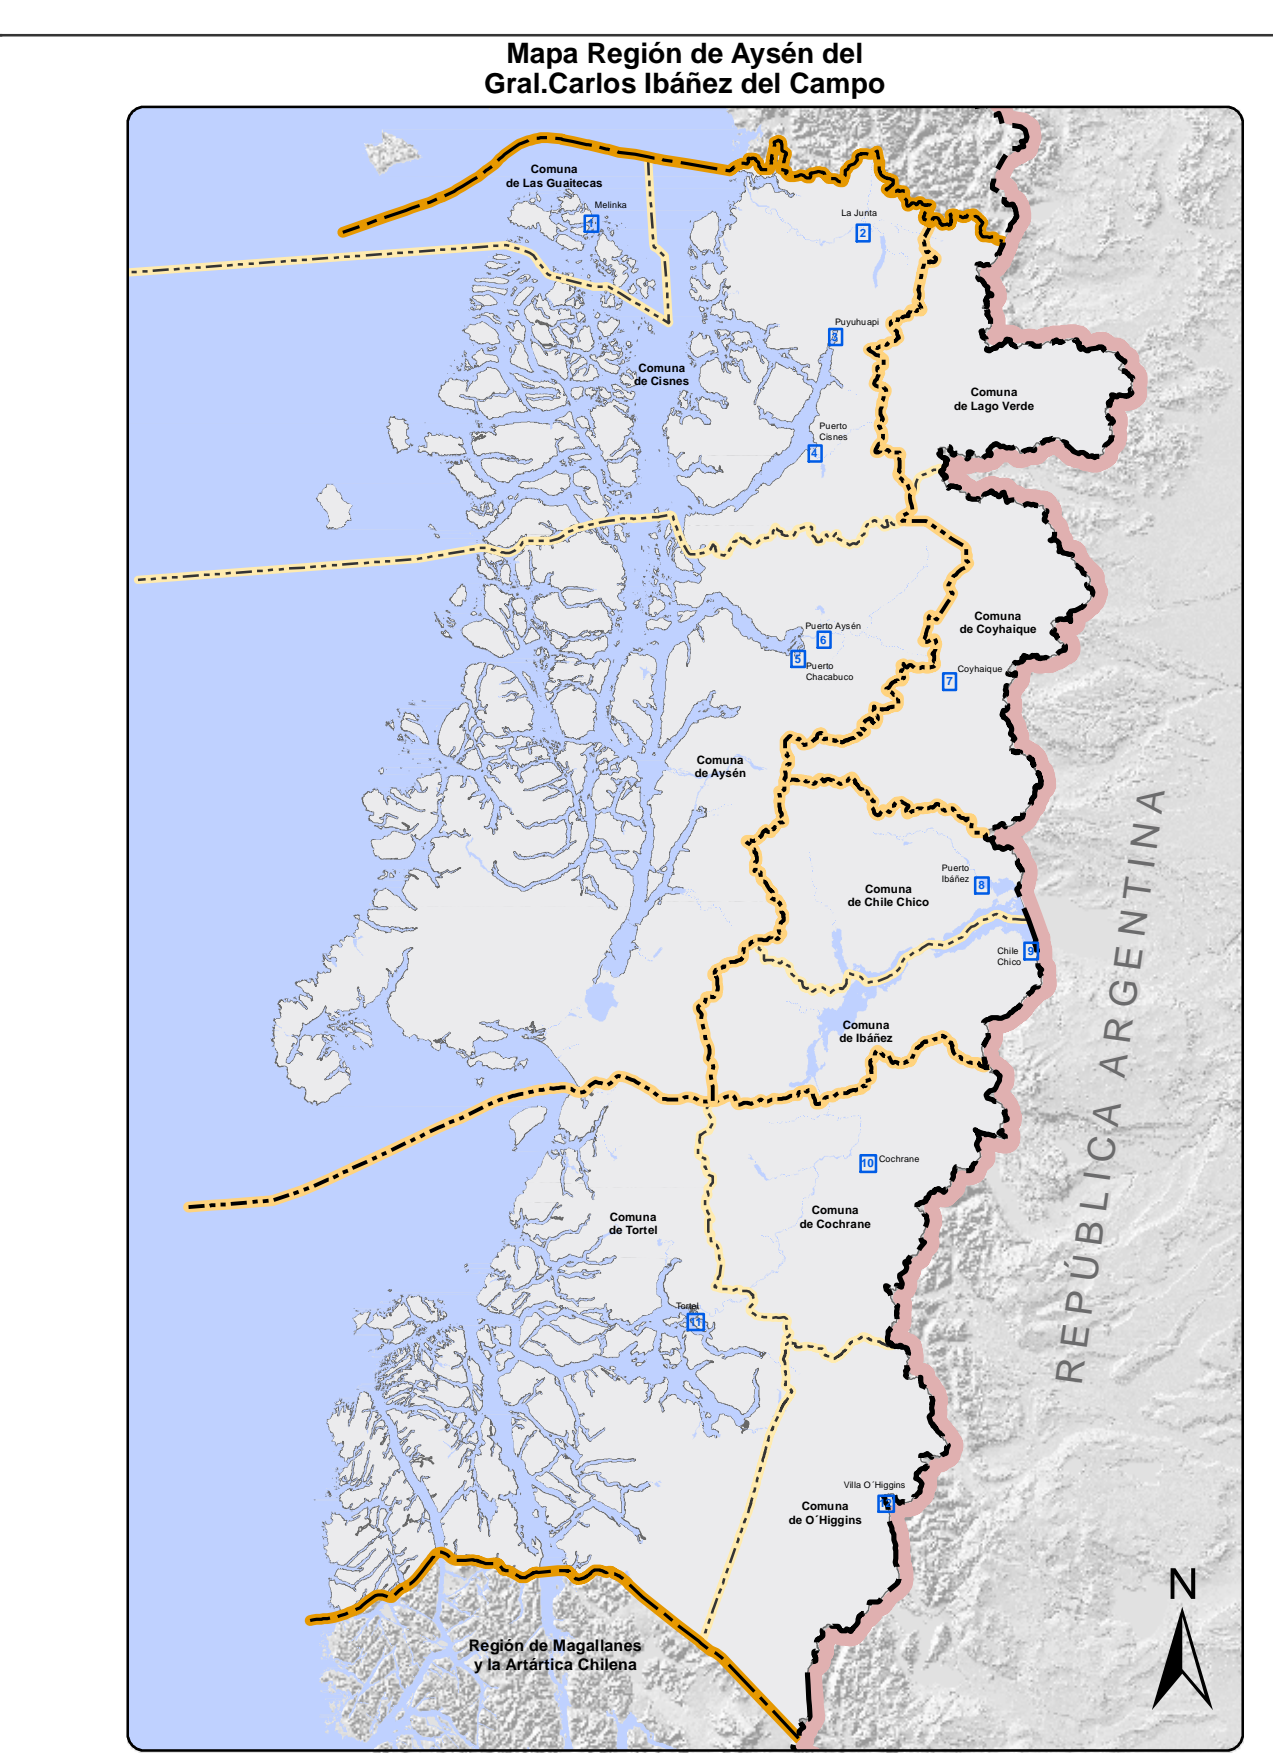 Mapa Región de Aysén del
Gral.Carlos Ibáñez del Campo
Comuna
de Las Guaitecas
Melinka
1
La Junta
2
Puyuhuapi
3
Comuna
de Cisnes
Comuna
de Lago Verde
Puerto
Cisnes
4
Comuna
de Coyhaique
Puerto Aysén
6
5
Puerto
Chacabuco
Coyhaique
7
Comuna
de Aysén
Puerto
Ibáñez
8
Comuna
de Chile Chico
Chile
Chico
9
Comuna
de Ibáñez
REPÚBLICA ARGENTINA
10
Cochrane
Comuna
de Cochrane
Comuna
de Tortel
Tortel
11
Villa O´Higgins
12
Comuna
de O´Higgins
N
Región de Magallanes
y la Artártica Chilena